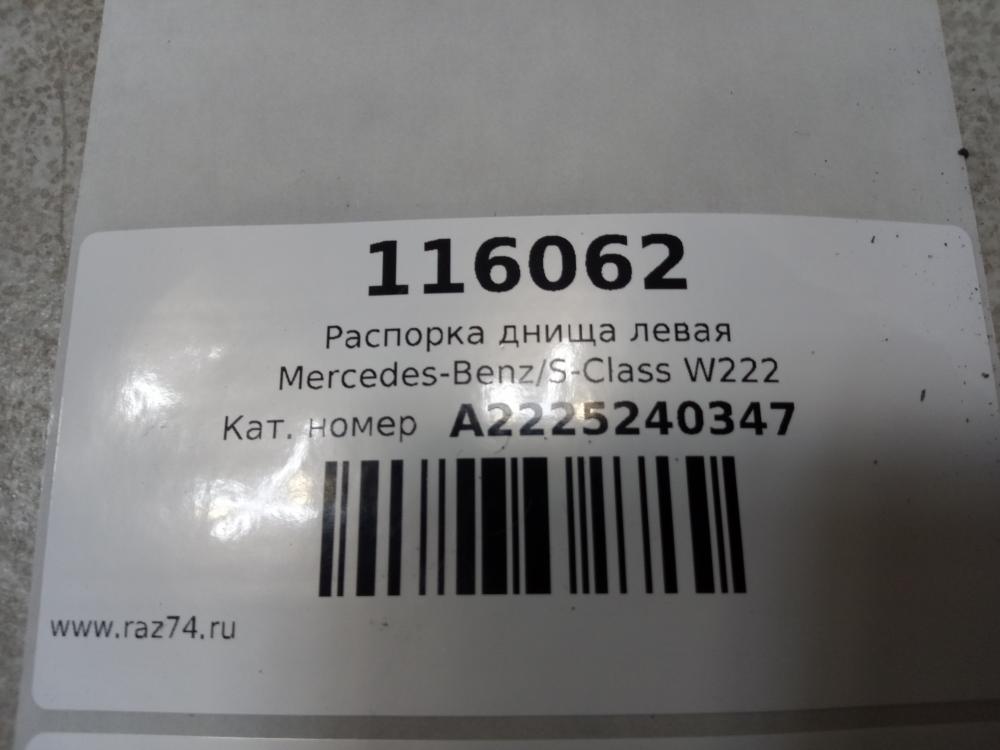 116062
Распорка днища левая
Mercedes-Benz/S-Class W222
Кат. номер A2225240347
www.raz74.ru